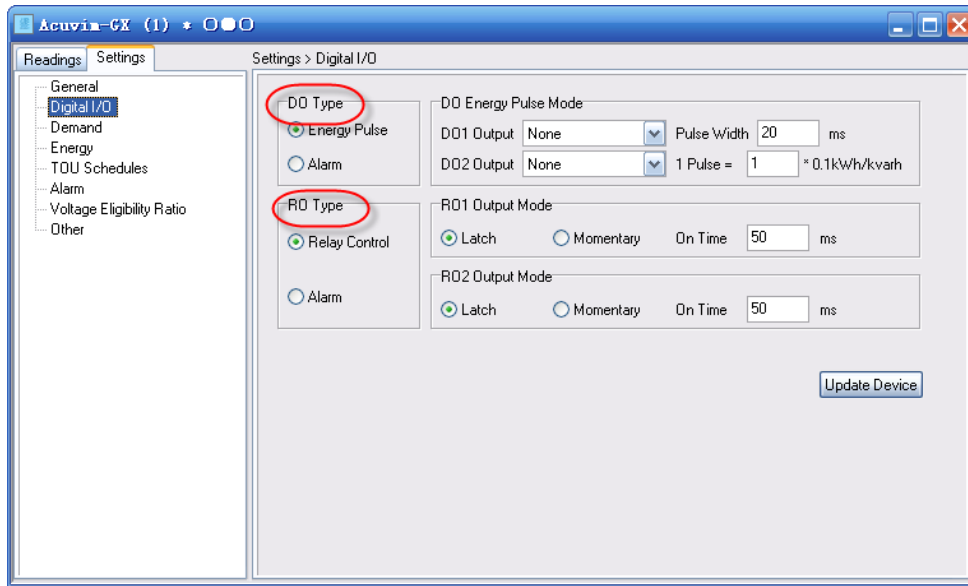 Acuvim-GX (1) *
Readings Settings
Settings > Digital I/O
General
Digital I/O
Demand
Energy
TOU Schedules
Alarm
Voltage Eligibility Ratio
Other
DO Type
Energy Pulse
Alarm
DO Energy Pulse Mode
DO1 Output None Pulse Width 20 ms
DO2 Output None 1 Pulse = 1 * 0.1kWh/kvarh
RO Type
Relay Control
Alarm
RO1 Output Mode
Latch Momentary On Time 50 ms
RO2 Output Mode
Latch Momentary On Time 50 ms
Update Device